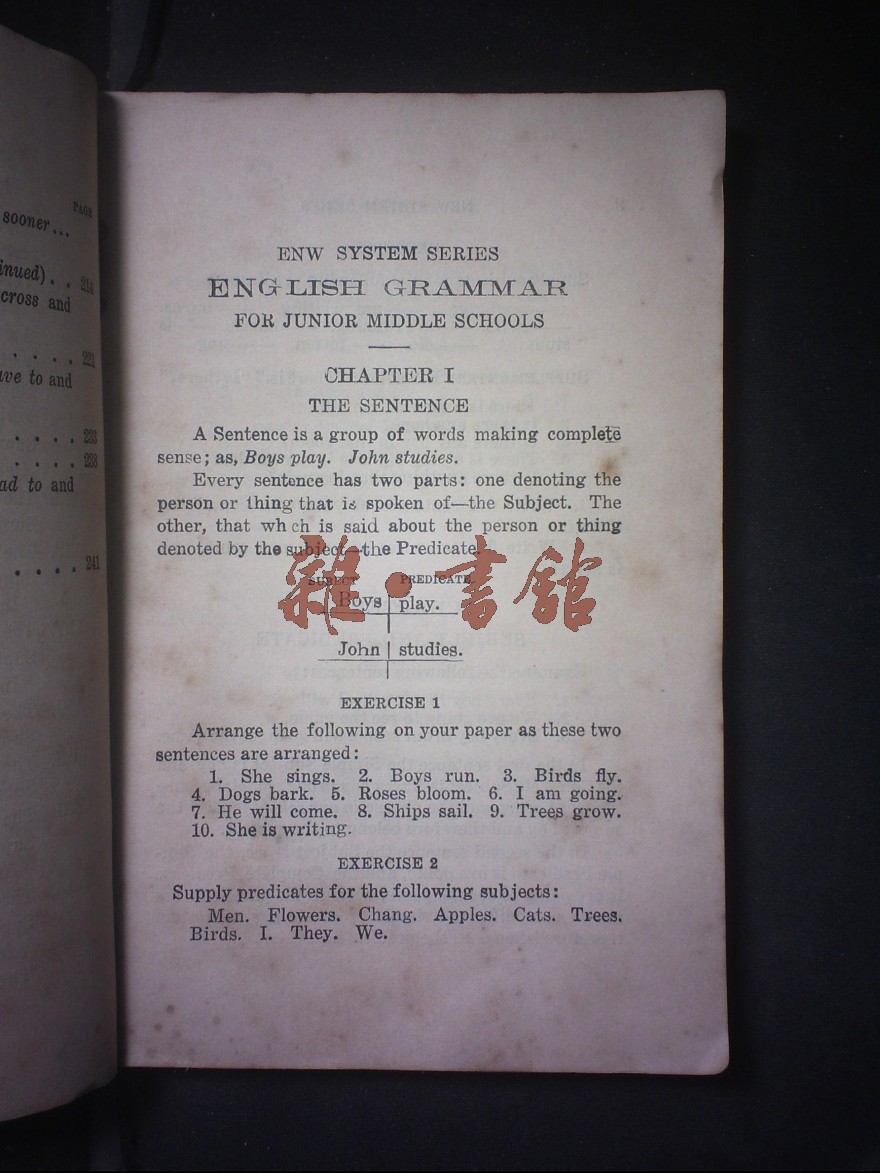 PAGE
sooner...
inued) . . 214
cross and
. . . . 221
ve to and
. . . . 233
. . . . 238
ad to and
. . . . 241
ENW SYSTEM SERIES
ENGLISH GRAMMAR
FOR JUNIOR MIDDLE SCHOOLS
CHAPTER I
THE SENTENCE
A Sentence is a group of words making complete
sense; as, Boys play. John studies.
Every sentence has two parts: one denoting the
person or thing that is spoken of—the Subject. The
other, that wh ch is said about the person or thing
denoted by the subject—the Predicate.
SUBJECT PREDICATE
Boys play.
雜·書館
John studies.
EXERCISE 1
Arrange the following on your paper as these two
sentences are arranged:
1. She sings. 2. Boys run. 3. Birds fly.
4. Dogs bark. 5. Roses bloom. 6. I am going.
7. He will come. 8. Ships sail. 9. Trees grow.
10. She is writing.
EXERCISE 2
Supply predicates for the following subjects:
Men. Flowers. Chang. Apples. Cats. Trees.
Birds. I. They. We.